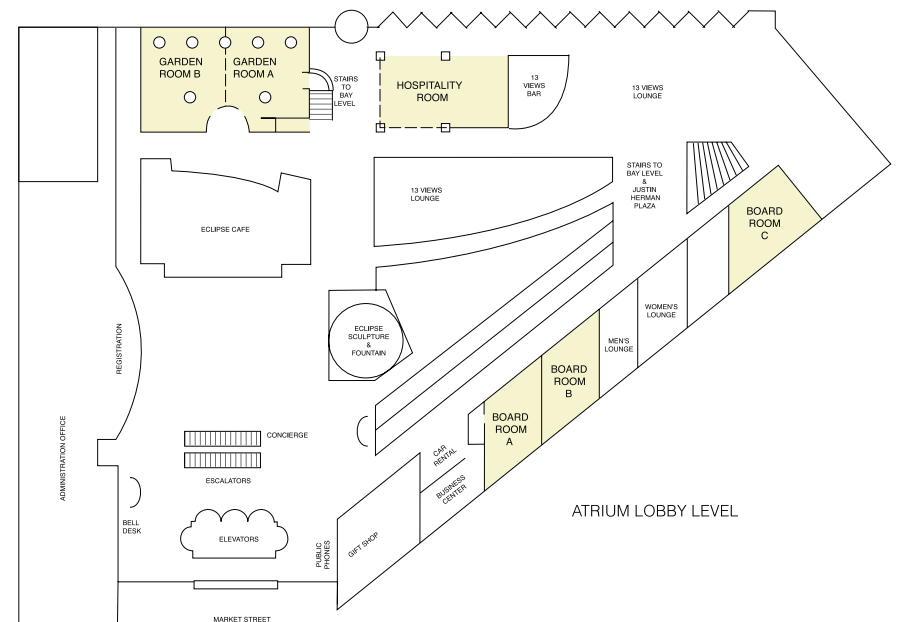 GARDEN
ROOM B
GARDEN
ROOM A
STAIRS
TO
BAY
LEVEL
HOSPITALITY
ROOM
13
VIEWS
BAR
13 VIEWS
LOUNGE
STAIRS TO
BAY LEVEL
&
JUSTIN
HERMAN
PLAZA
13 VIEWS
LOUNGE
ECLIPSE CAFE
BOARD
ROOM
C
WOMEN'S
LOUNGE
MEN'S
LOUNGE
ECLIPSE
SCULPTURE
&
FOUNTAIN
REGISTRATION
BOARD
ROOM
B
BOARD
ROOM
A
ADMINISTRATION OFFICE
CONCIERGE
ESCALATORS
CAR
RENTAL
BUSINESS
CENTER
BELL
DESK
ELEVATORS
PUBLIC
PHONES
GIFT SHOP
ATRIUM LOBBY LEVEL
MARKET STREET